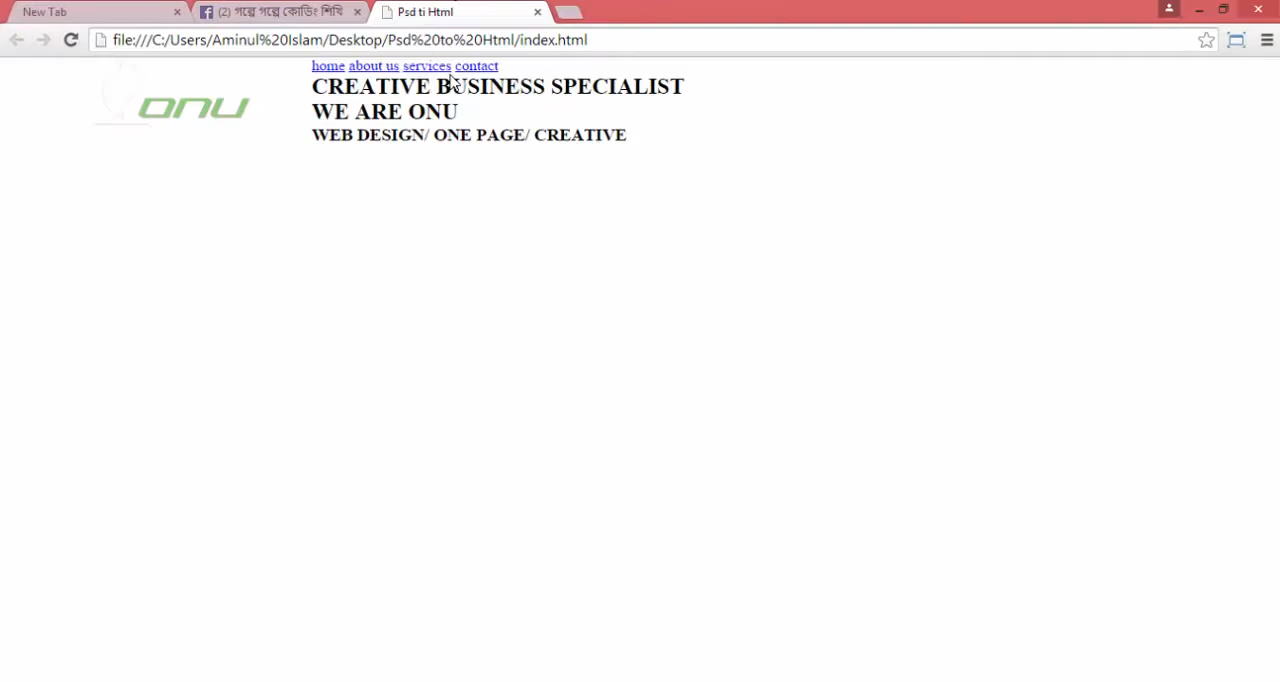 New Tab
(2) গল্পে গল্পে কোডিং শিখি
Psd ti Html
file:///C:/Users/Aminul%20Islam/Desktop/Psd%20to%20Html/index.html
home about us services contact
onu
CREATIVE BUSINESS SPECIALIST
WE ARE ONU
WEB DESIGN/ ONE PAGE/ CREATIVE